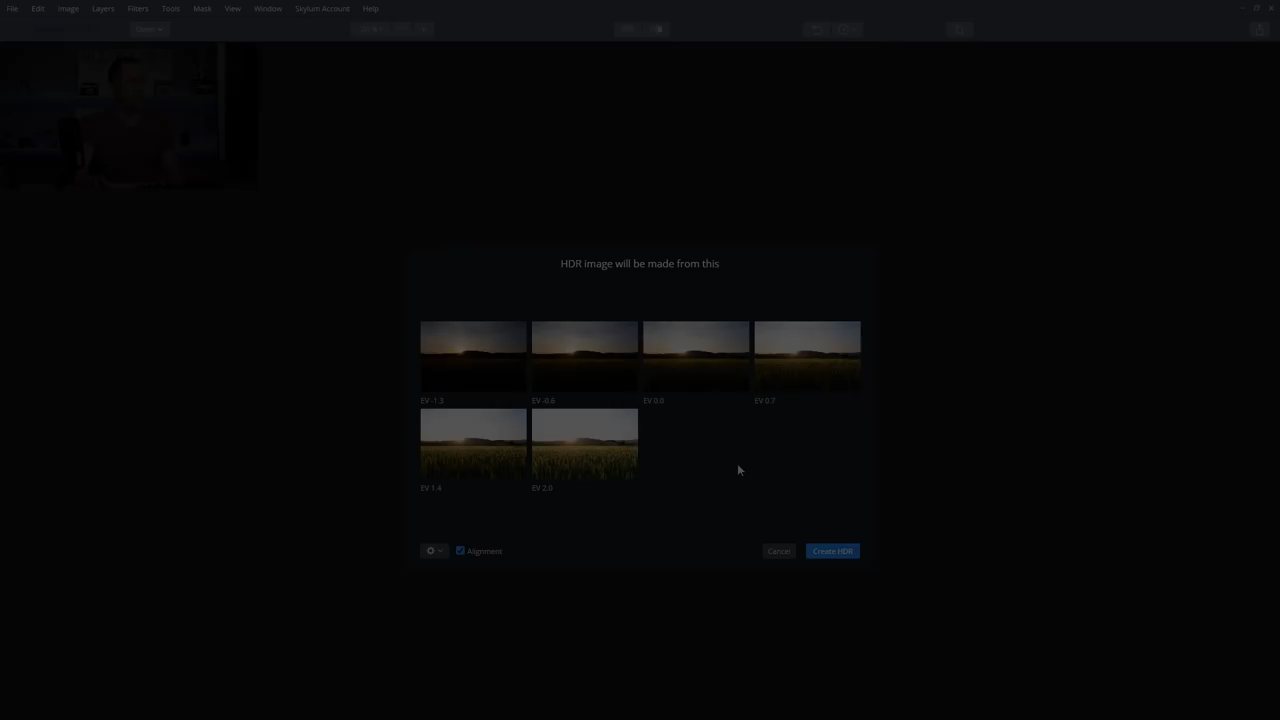 File Edit Image Layers Filters Tools Mask View Window Skylum Account Help
Open
HDR image will be made from this
EV -1.3 EV -0.6 EV 0.0 EV 0.7
EV 1.4 EV 2.0
Alignment Cancel Create HDR